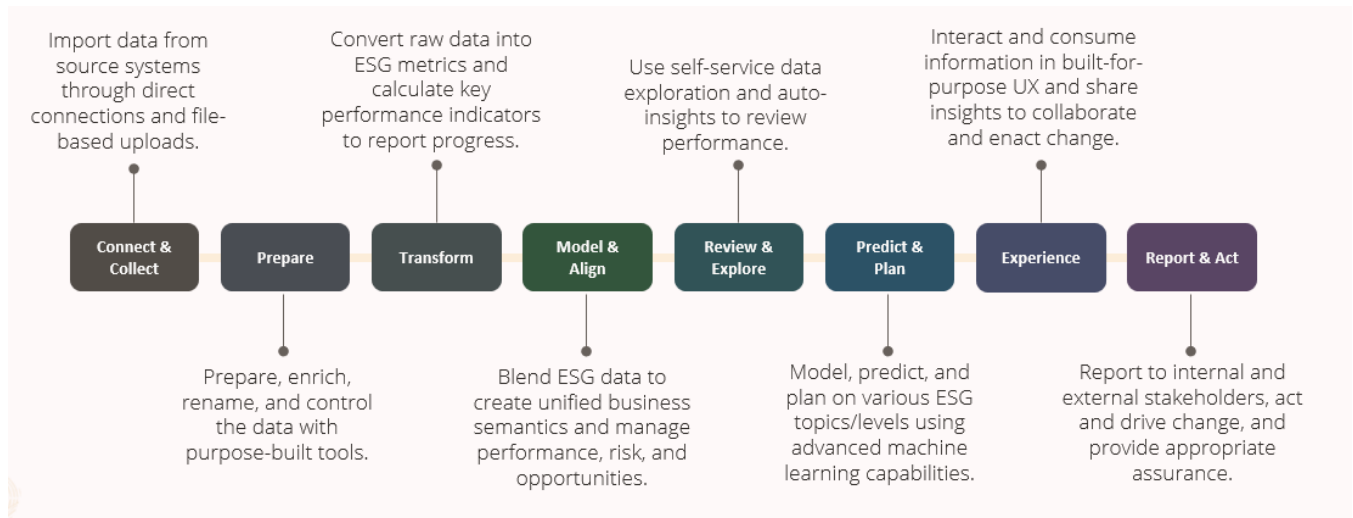 Import data from
source systems
through direct
connections and file-
based uploads.
Convert raw data into
ESG metrics and
calculate key
performance indicators
to report progress.
Use self-service data
exploration and auto-
insights to review
performance.
Interact and consume
information in built-for-
purpose UX and share
insights to collaborate
and enact change.
Connect &
Collect
Prepare
Transform
Model &
Align
Review &
Explore
Predict &
Plan
Experience
Report & Act
Prepare, enrich,
rename, and control
the data with
purpose-built tools.
Blend ESG data to
create unified business
semantics and manage
performance, risk, and
opportunities.
Model, predict, and
plan on various ESG
topics/levels using
advanced machine
learning capabilities.
Report to internal and
external stakeholders, act
and drive change, and
provide appropriate
assurance.